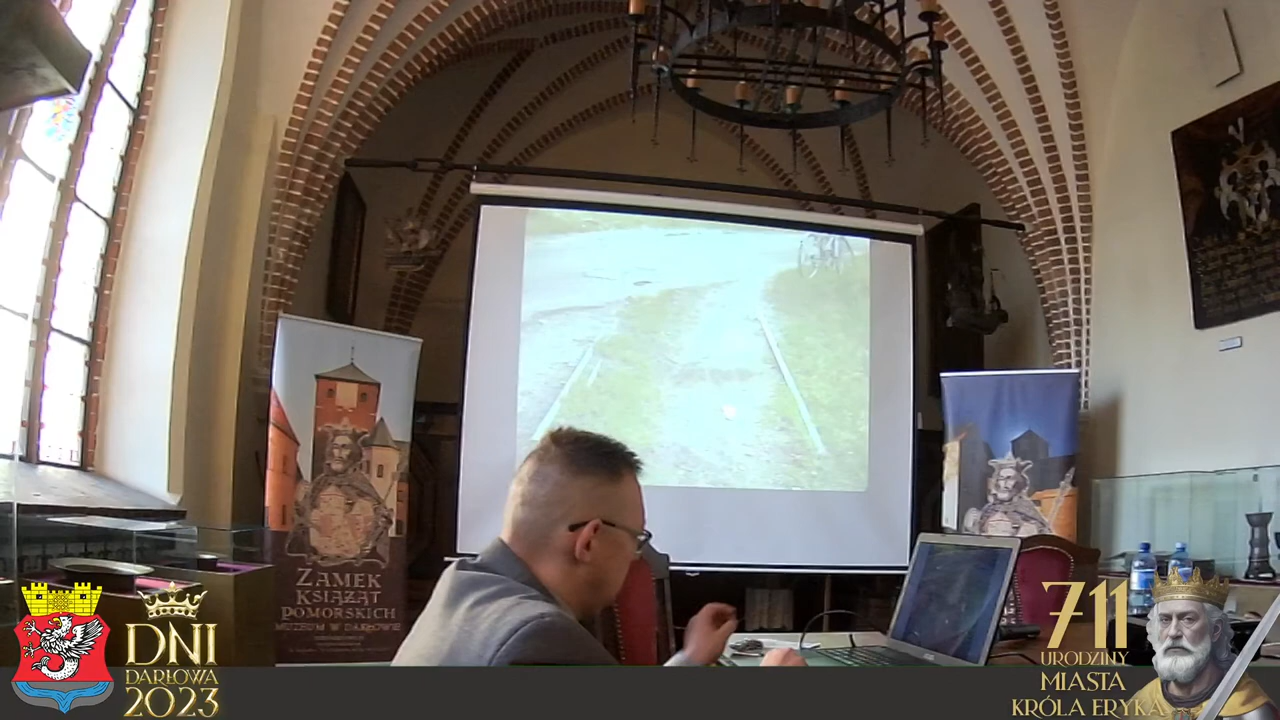 ZAMEK
KSIĄŻĄT
POMORSKICH
MUZEUM W DARŁOWIE
DNI
DARŁOWA
2023
711
URODZINY
MIASTA
KRÓLA ERYKA